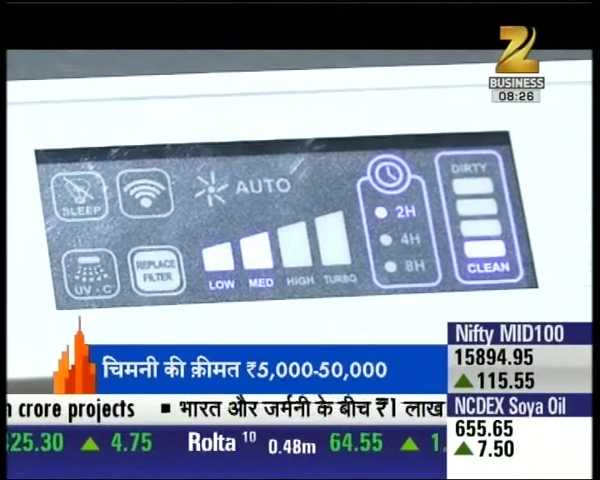 Z
BUSINESS
08:26
SLEEP
AUTO
DIRTY
2H
4H
8H
UV-C
REPLACE
FILTER
LOW MED HIGH TURBO
CLEAN
Nifty MID100
15894.95
115.55
चिमनी की क़ीमत ₹5,000-50,000
crore projects ▪ भारत और जर्मनी के बीच ₹1 लाख
NCDEX Soya Oil
655.65
7.50
25.30 ▲ 4.75 Rolta 10 0.48m 64.55 ▲ 1.